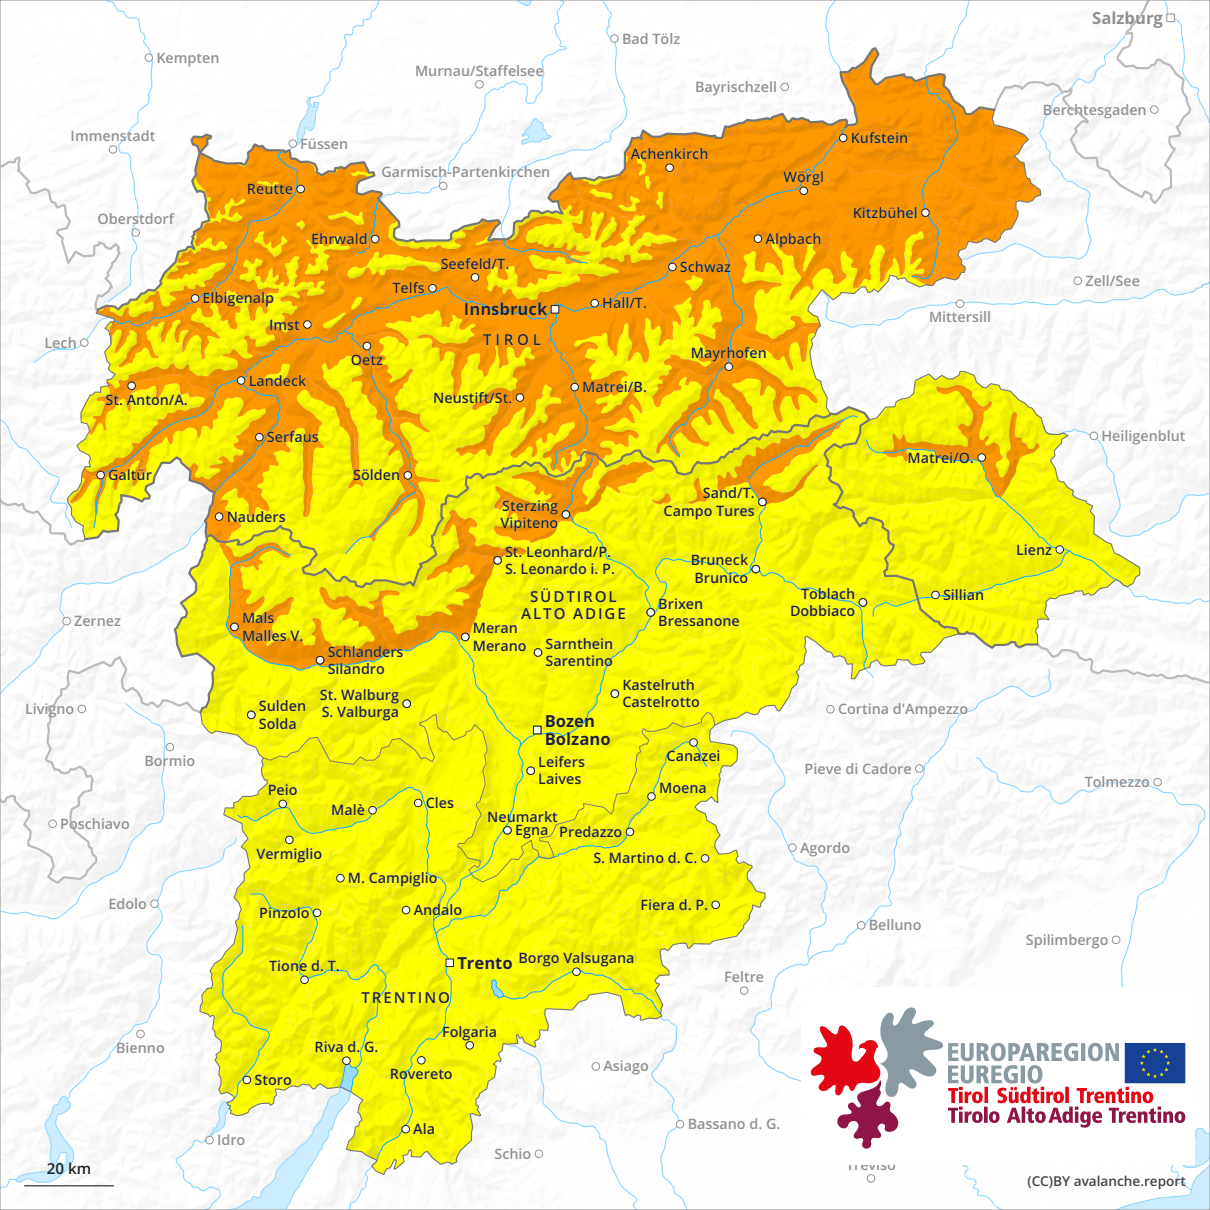 Salzburg
Bad Tölz
Kempten
Murnau/Staffelsee
Bayrischzell
Berchtesgaden
Immenstadt
Füssen
Kufstein
Achenkirch
Garmisch-Partenkirchen
Wörgl
Reutte
Oberstdorf
Kitzbühel
Ehrwald
Alpbach
Seefeld/T.
Schwaz
Zell/See
Telfs
Elbigenalp
Hall/T.
Innsbruck
Mittersill
Imst
TIROL
Lech
Oetz
Mayrhofen
Landeck
Matrei/B.
St. Anton/A.
Neustift/St.
Serfaus
Heiligenblut
Matrei/O.
Galtür
Sölden
Sand/T.
Campo Tures
Sterzing
Vipiteno
Nauders
St. Leonhard/P.
S. Leonardo i. P.
Lienz
Bruneck
Brunico
SÜDTIROL
ALTO ADIGE
Toblach
Dobbiaco
Sillian
Brixen
Bressanone
Zernez
Mals
Malles V.
Meran
Merano
Sarnthein
Sarentino
Schlanders
Silandro
Kastelruth
Castelrotto
St. Walburg
S. Valburga
Livigno
Sulden
Solda
Cortina d'Ampezzo
Bozen
Bolzano
Bormio
Canazei
Leifers
Laives
Pieve di Cadore
Tolmezzo
Peio
Moena
Malè
Cles
Neumarkt
Egna
Predazzo
Poschiavo
Vermiglio
Agordo
S. Martino d. C.
M. Campiglio
Edolo
Pinzolo
Andalo
Fiera d. P.
Belluno
Spilimbergo
Trento
Borgo Valsugana
Tione d. T.
Feltre
TRENTINO
Bienno
Folgaria
Riva d. G.
Rovereto
Asiago
Storo
EUROPAREGION
EUREGIO
Tirol Südtirol Trentino
Tirolo Alto Adige Trentino
Idro
Ala
Bassano d. G.
Schio
Treviso
20 km
(CC)BY avalanche.report